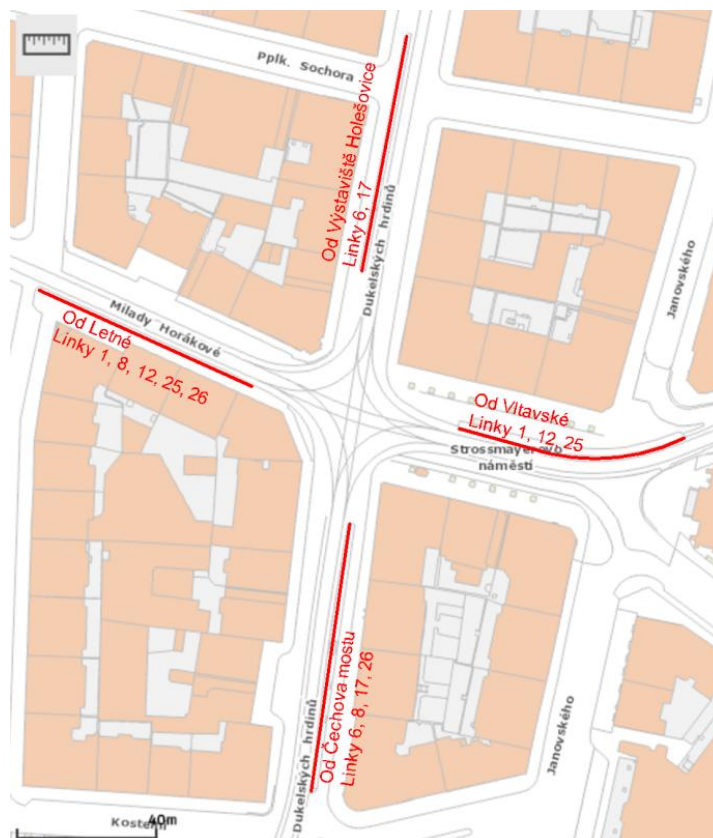 Pplk. Sochora
Od Výstaviště Holešovice
Linky 6, 17
Dukelských hrdinů
Janovského
Milady Horákové
Od Letné
Linky 1, 8, 12, 25, 26
Od Vltavské
Linky 1, 12, 25
Strossmayerovo
náměstí
Od Čechova mostu
Linky 6, 8, 17, 26
Dukelských hrdinů
Janovského
40m